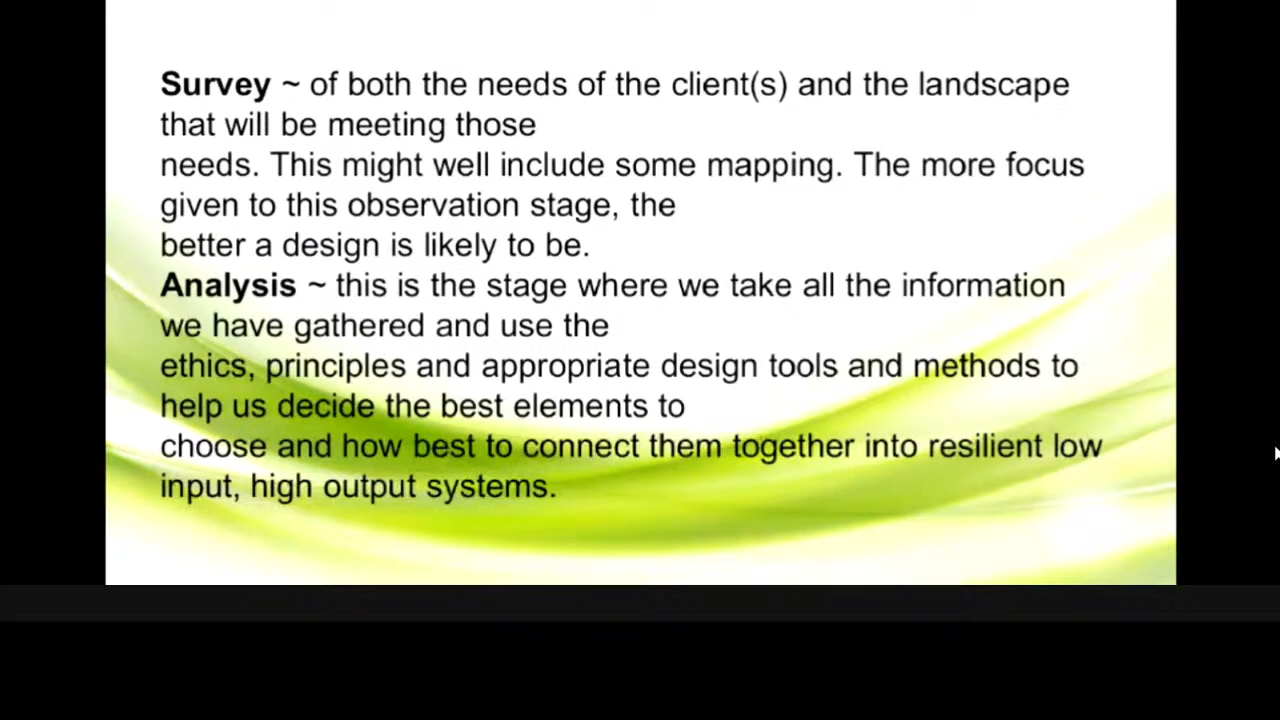 Survey ~ of both the needs of the client(s) and the landscape
that will be meeting those
needs. This might well include some mapping. The more focus
given to this observation stage, the
better a design is likely to be.
Analysis ~ this is the stage where we take all the information
we have gathered and use the
ethics, principles and appropriate design tools and methods to
help us decide the best elements to
choose and how best to connect them together into resilient low
input, high output systems.